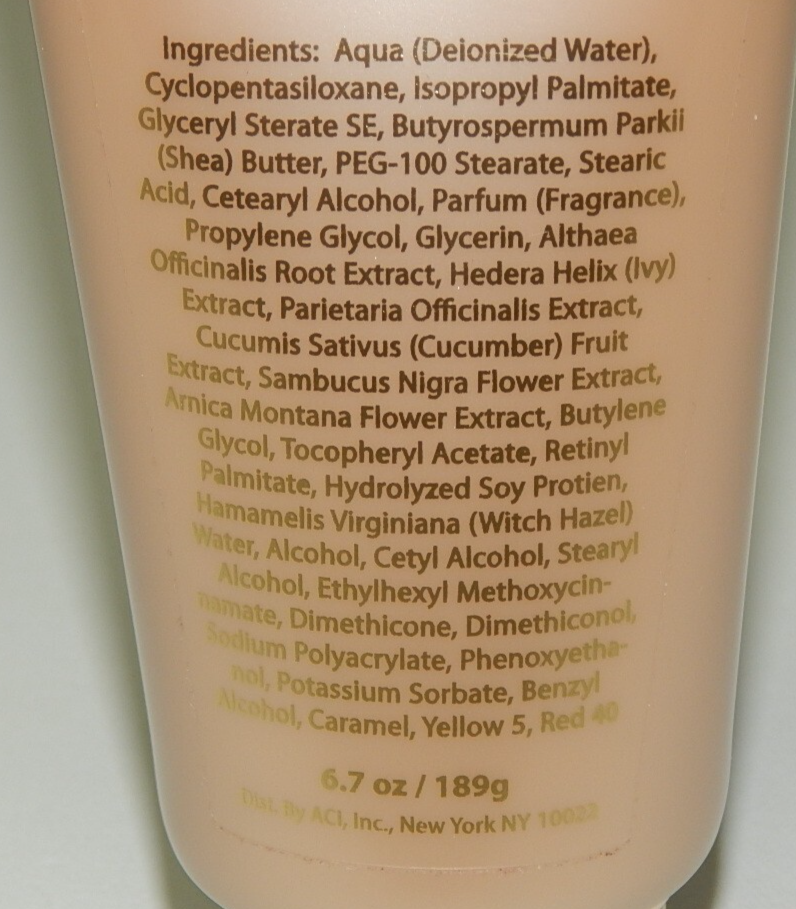 Ingredients: Aqua (Deionized Water),
Cyclopentasiloxane, Isopropyl Palmitate,
Glyceryl Sterate SE, Butyrospermum Parkii
(Shea) Butter, PEG-100 Stearate, Stearic
Acid, Cetearyl Alcohol, Parfum (Fragrance),
Propylene Glycol, Glycerin, Althaea
Officinalis Root Extract, Hedera Helix (Ivy)
Extract, Parietaria Officinalis Extract,
Cucumis Sativus (Cucumber) Fruit
Extract, Sambucus Nigra Flower Extract,
Arnica Montana Flower Extract, Butylene
Glycol, Tocopheryl Acetate, Retinyl
Palmitate, Hydrolyzed Soy Protien,
Hamamelis Virginiana (Witch Hazel)
Water, Alcohol, Cetyl Alcohol, Stearyl
Alcohol, Ethylhexyl Methoxycin-
namate, Dimethicone, Dimethiconol,
Sodium Polyacrylate, Phenoxyetha-
nol, Potassium Sorbate, Benzyl
Alcohol, Caramel, Yellow 5, Red 40
6.7 oz / 189g
Dist. By ACI, Inc., New York NY 10022